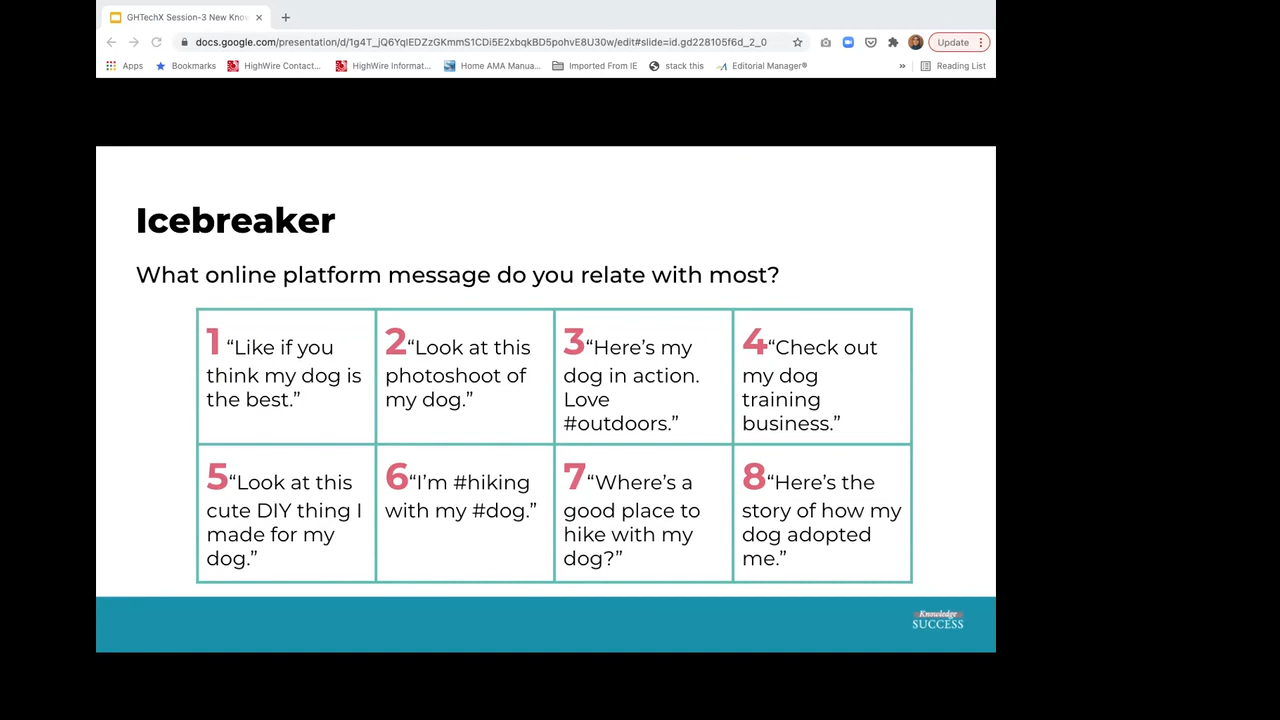 GHTechX Session-3 New Know
docs.google.com/presentation/d/1g4T_jQ6YqlEDZzGKmmS1CDi5E2xbqkBD5pohvE8U30w/edit#slide=id.gd228105f6d_2_0
Update
Apps
Bookmarks
HighWire Contact...
HighWire Informat...
Home AMA Manua...
Imported From IE
stack this
Editorial Manager®
»
Reading List
Icebreaker
What online platform message do you relate with most?
1 “Like if you
think my dog is
the best.”
2“Look at this
photoshoot of
my dog.”
3“Here’s my
dog in action.
Love
#outdoors.”
4“Check out
my dog
training
business.”
5“Look at this
cute DIY thing I
made for my
dog.”
6“I’m #hiking
with my #dog.”
7“Where’s a
good place to
hike with my
dog?”
8“Here’s the
story of how my
dog adopted
me.”
Knowledge
SUCCESS